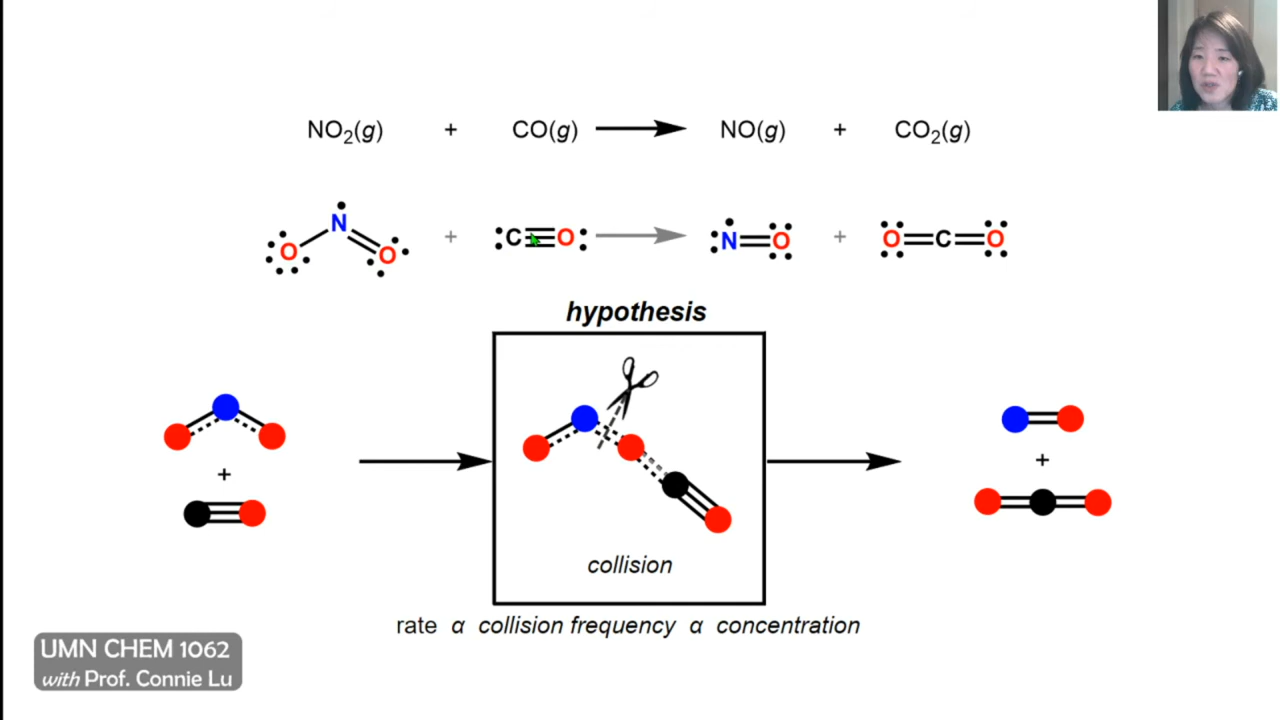 NO₂(g) + CO(g) → NO(g) + CO₂(g)
O N O + C O → N O + O C O
hypothesis
+
+
collision
rate α collision frequency α concentration
UMN CHEM 1062
with Prof. Connie Lu